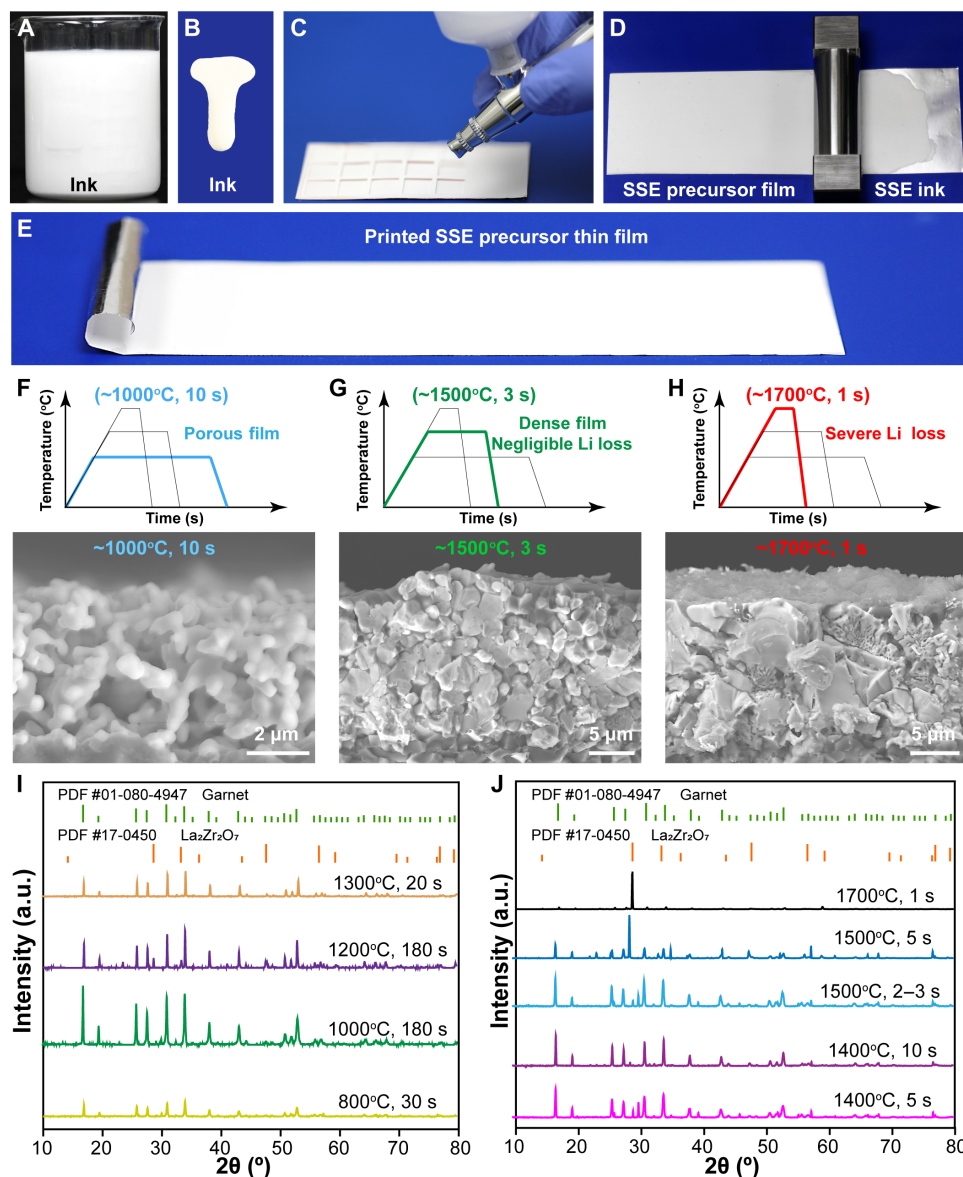 A
Ink
B
Ink
C
D
SSE precursor film
SSE ink
E
Printed SSE precursor thin film
F
(~1000°C, 10 s)
Porous film
Temperature (°C)
Time (s)
G
(~1500°C, 3 s)
Dense film
Negligible Li loss
Temperature (°C)
Time (s)
H
(~1700°C, 1 s)
Severe Li loss
Temperature (°C)
Time (s)
~1000°C, 10 s
2 µm
~1500°C, 3 s
5 µm
~1700°C, 1 s
5 µm
I
PDF #01-080-4947 Garnet
PDF #17-0450 La₂Zr₂O₇
1300°C, 20 s
1200°C, 180 s
1000°C, 180 s
800°C, 30 s
Intensity (a.u.)
10 20 30 40 50 60 70 80
2θ (º)
J
PDF #01-080-4947 Garnet
PDF #17-0450 La₂Zr₂O₇
1700°C, 1 s
1500°C, 5 s
1500°C, 2–3 s
1400°C, 10 s
1400°C, 5 s
Intensity (a.u.)
10 20 30 40 50 60 70 80
2θ (º)